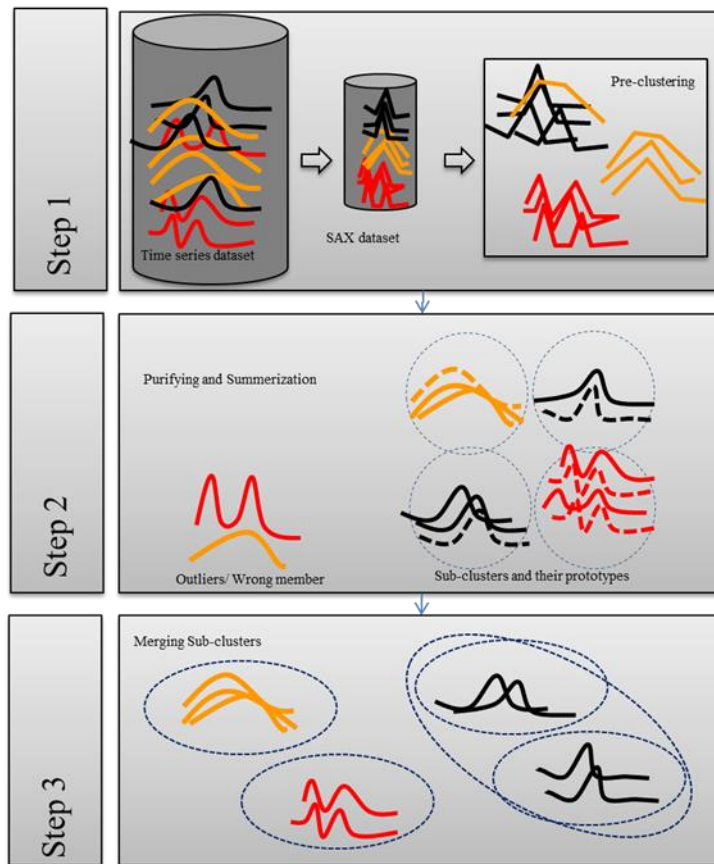 Step 1
Time series dataset
SAX dataset
Pre-clustering
Step 2
Purifying and Summerization
Outliers/ Wrong member
Sub-clusters and their prototypes
Step 3
Merging Sub-clusters